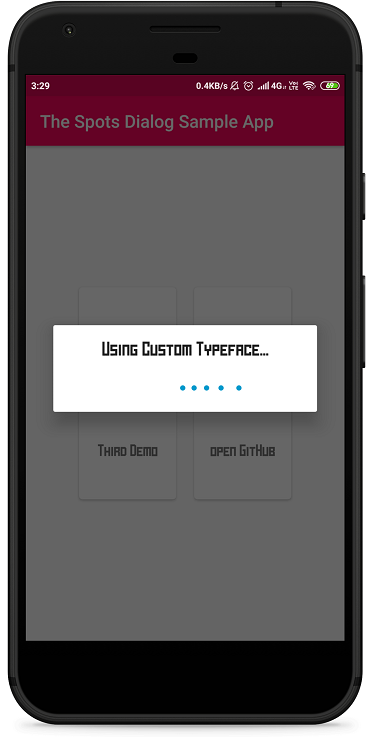 3:29 0.4KB/s 4G Vo LTE 69
The Spots Dialog Sample App
Using Custom Typeface...
Third Demo open GitHub